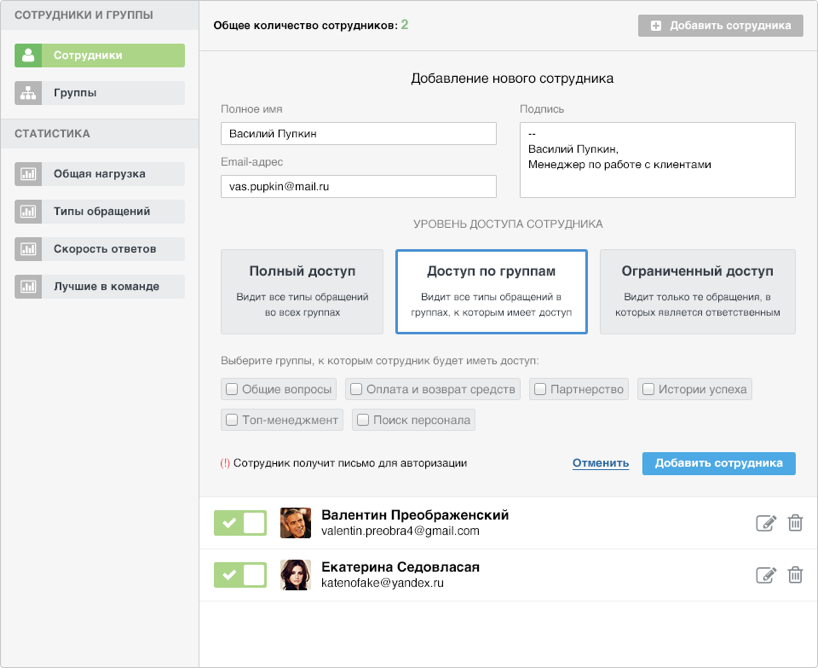 СОТРУДНИКИ И ГРУППЫ
Сотрудники
Группы
СТАТИСТИКА
Общая нагрузка
Типы обращений
Скорость ответов
Лучшие в команде
Общее количество сотрудников: 2
Добавить сотрудника
Добавление нового сотрудника
Полное имя
Василий Пупкин
Email-адрес
vas.pupkin@mail.ru
Подпись
--
Василий Пупкин,
Менеджер по работе с клиентами
УРОВЕНЬ ДОСТУПА СОТРУДНИКА
Полный доступ
Видит все типы обращений
во всех группах
Доступ по группам
Видит все типы обращений в
группах, к которым имеет доступ
Ограниченный доступ
Видит только те обращения, в
которых является ответственным
Выберите группы, к которым сотрудник будет иметь доступ:
Общие вопросы
Оплата и возврат средств
Партнерство
Истории успеха
Топ-менеджмент
Поиск персонала
(!) Сотрудник получит письмо для авторизации
Отменить
Добавить сотрудника
Валентин Преображенский
valentin.preobra4@gmail.com
Екатерина Седовласая
katenofake@yandex.ru